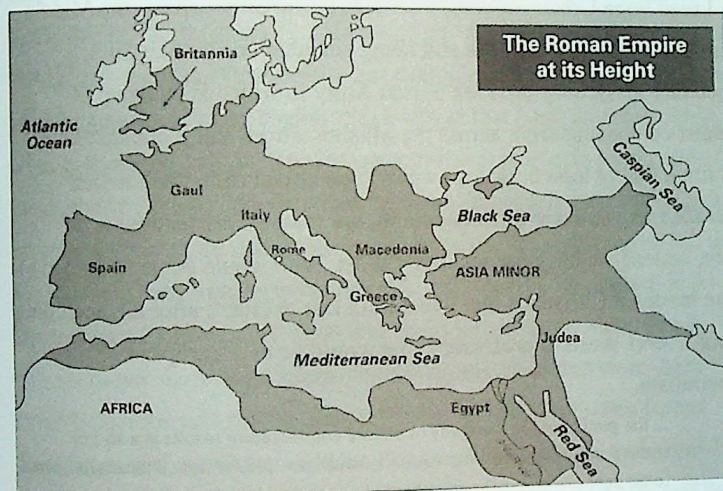 The Roman Empire
at its Height
Britannia
Atlantic
Ocean
Caspian Sea
Gaul
Italy
Black Sea
Rome
Macedonia
Spain
ASIA MINOR
Greece
Mediterranean Sea
Judea
AFRICA
Egypt
Red Sea